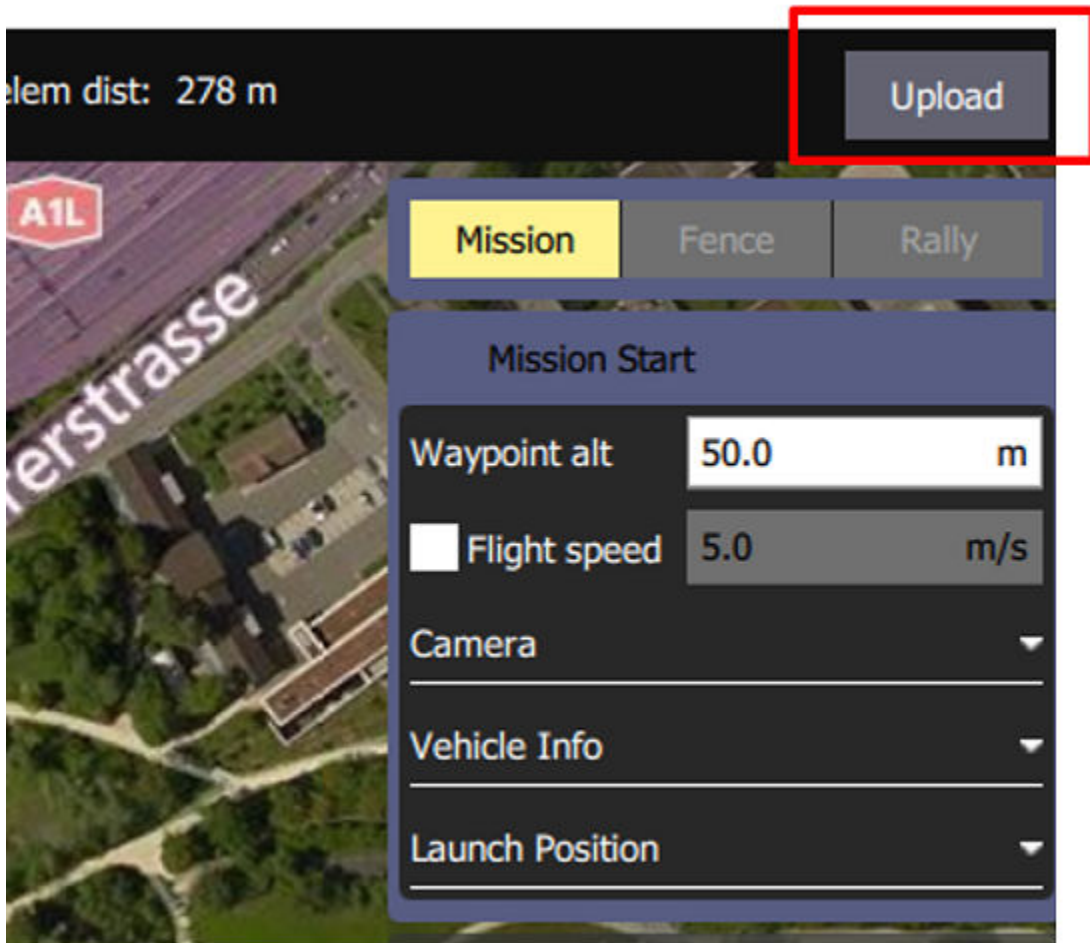 elem dist: 278 m
Upload
A1L
Mission Fence Rally
rerstrasse
Mission Start
Waypoint alt 50.0 m
Flight speed 5.0 m/s
Camera
Vehicle Info
Launch Position